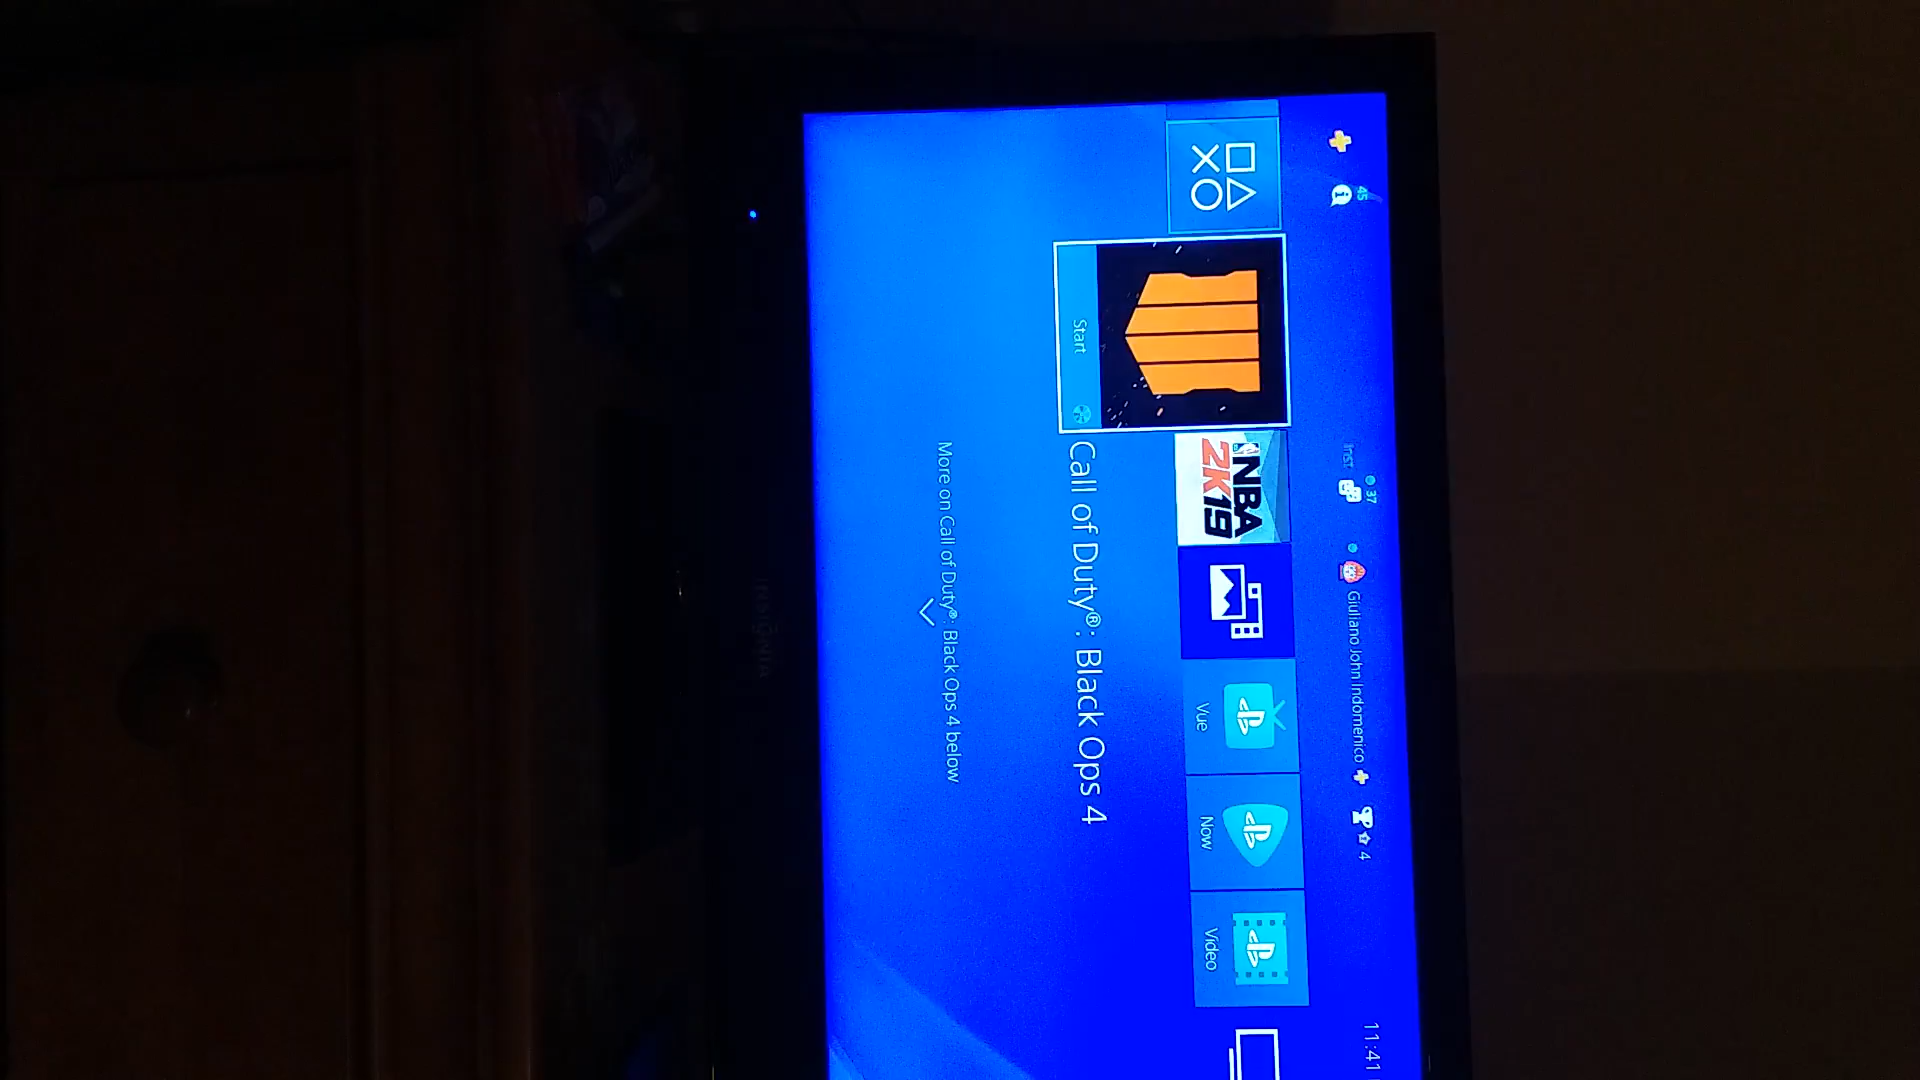 45
37
Giuliano John Indomenico
4
11:41
NBA
2K19
Vue
Now
Video
Start
Call of Duty®: Black Ops 4
More on Call of Duty®: Black Ops 4 below
INSIGNIA